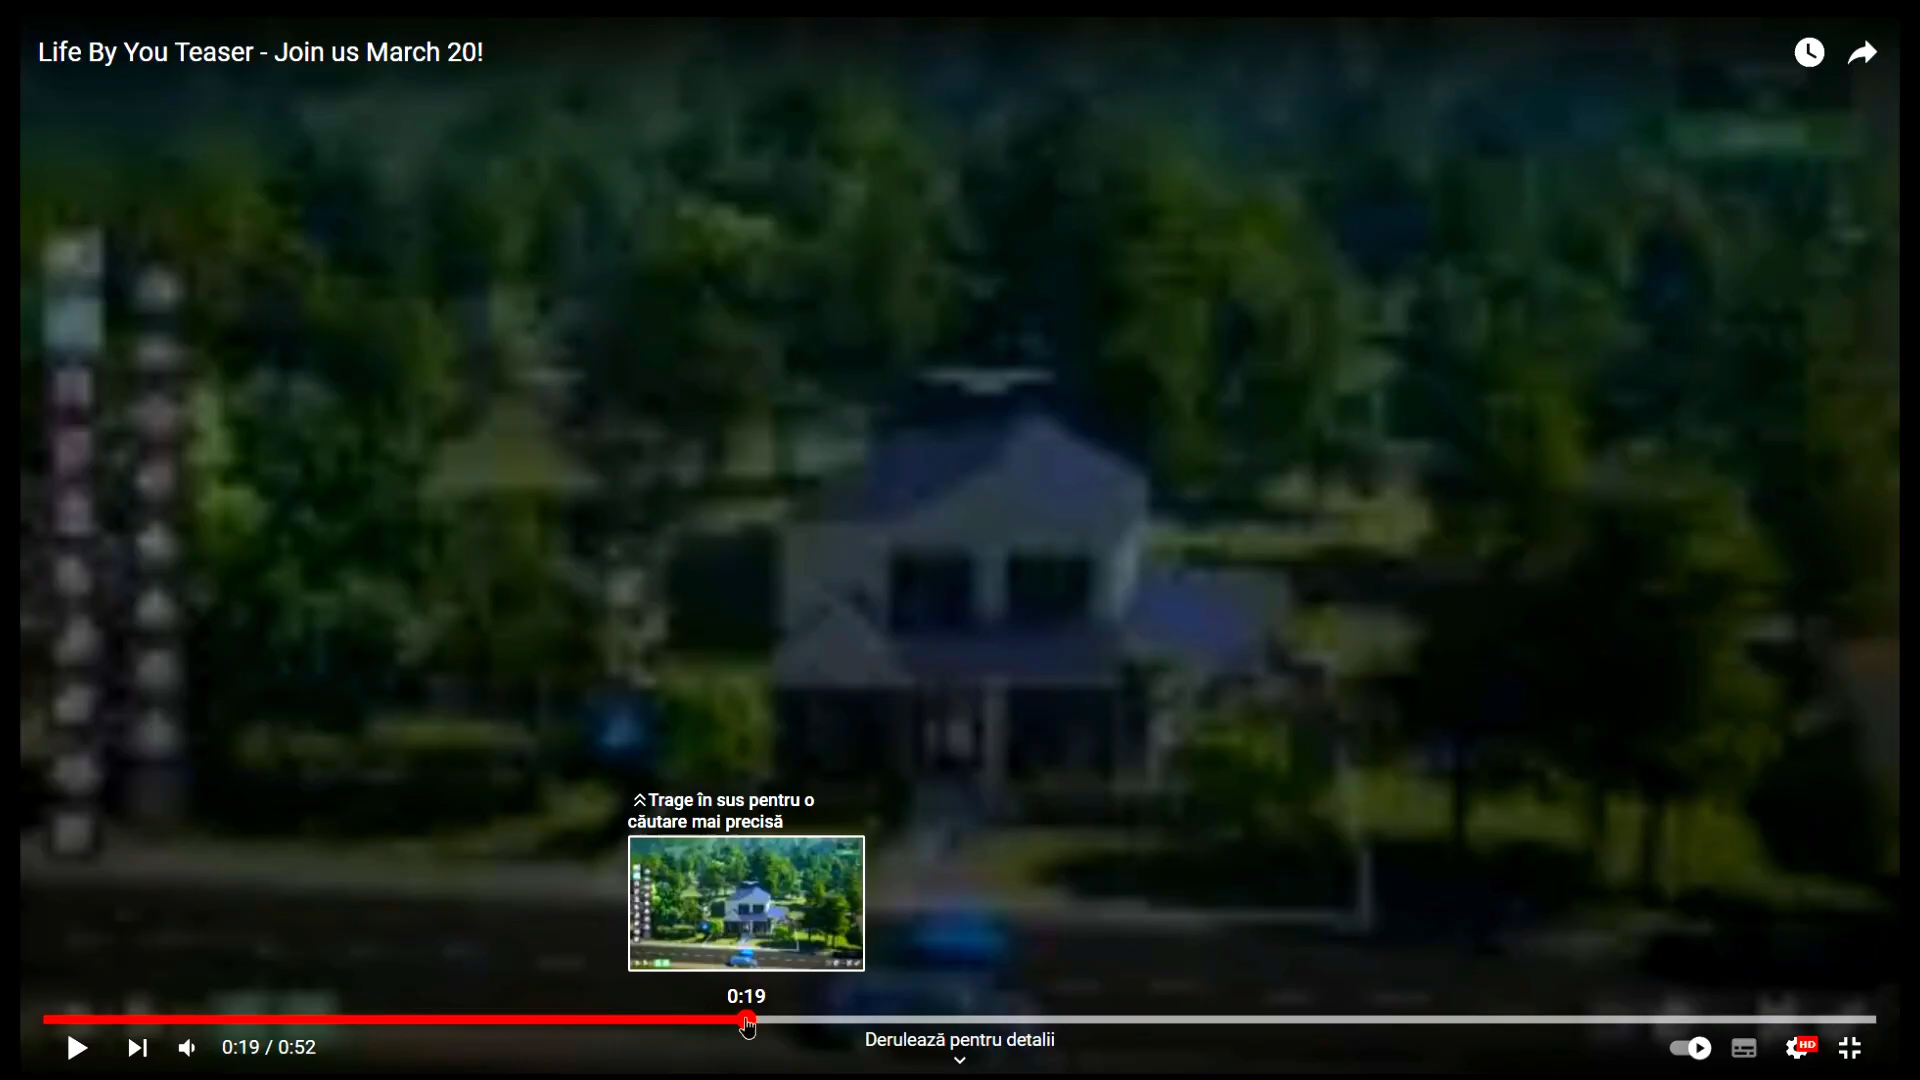 Life By You Teaser - Join us March 20!
Trage în sus pentru o
căutare mai precisă
0:19
0:19 / 0:52
Derulează pentru detalii
HD